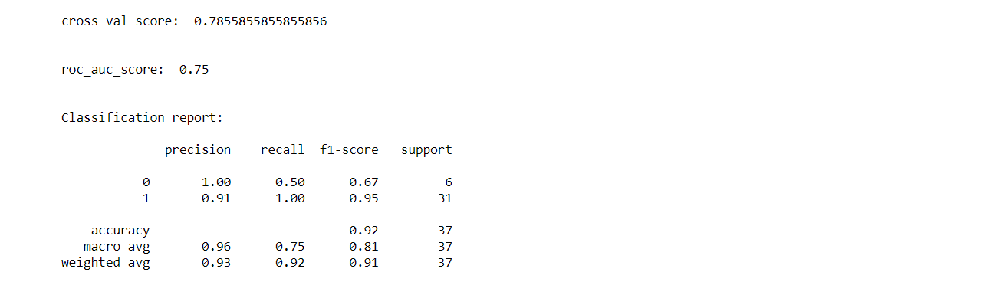 cross_val_score:  0.7855855855855856
roc_auc_score:  0.75
Classification report:
precision    recall  f1-score   support
0       1.00      0.50      0.67         6
1       0.91      1.00      0.95        31
accuracy                           0.92        37
macro avg       0.96      0.75      0.81        37
weighted avg       0.93      0.92      0.91        37